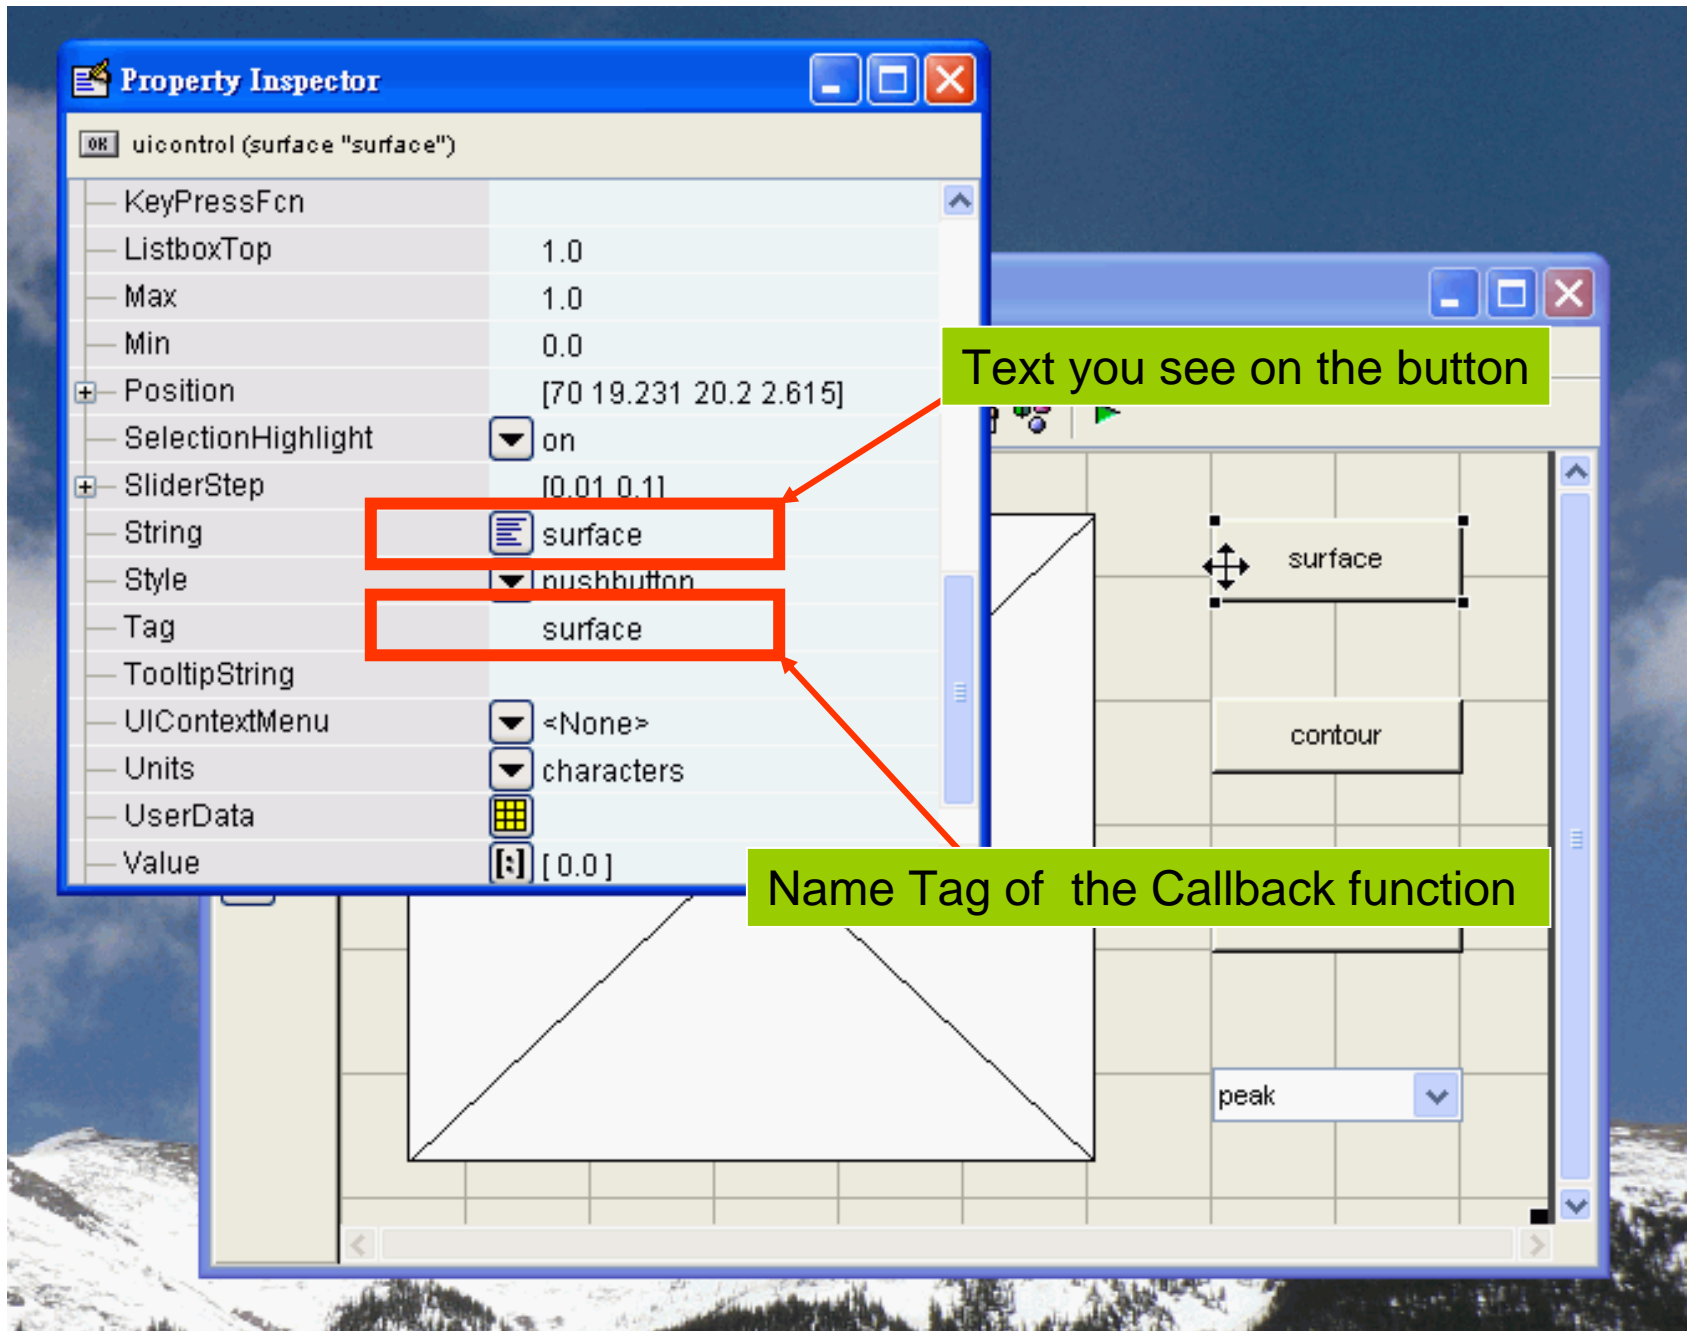 Property Inspector
OK uicontrol (surface "surface")
KeyPressFcn
ListboxTop 1.0
Max 1.0
Min 0.0
Position [70 19.231 20.2 2.615]
SelectionHighlight on
SliderStep [0.01 0.1]
String surface
Style pushbutton
Tag surface
TooltipString
UIContextMenu <None>
Units characters
UserData
Value [:] [ 0.0 ]
Text you see on the button
surface
contour
Name Tag of the Callback function
peak